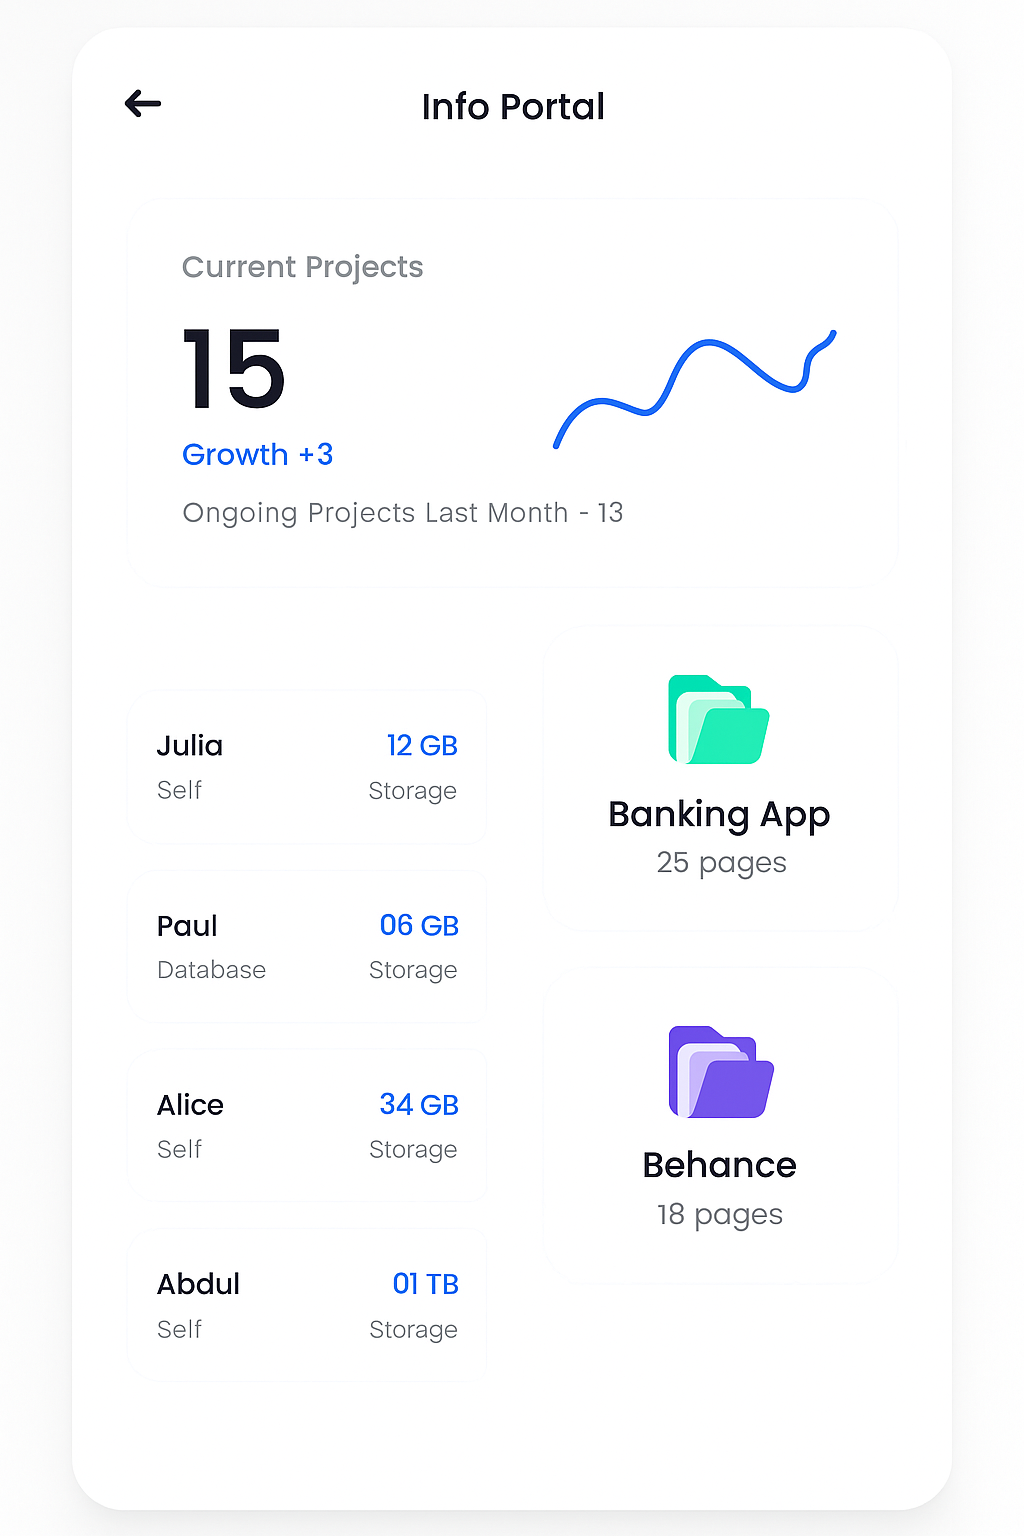 Info Portal
Current Projects
15
Growth +3
Ongoing Projects Last Month - 13
Julia 12 GB
Self Storage
Paul 06 GB
Database Storage
Alice 34 GB
Self Storage
Abdul 01 TB
Self Storage
Banking App
25 pages
Behance
18 pages